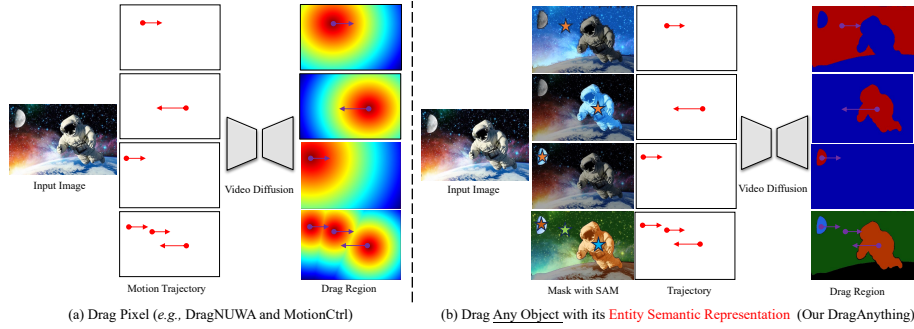 Input Image
Motion Trajectory
Video Diffusion
Drag Region
(a) Drag Pixel (e.g., DragNUWA and MotionCtrl)
Input Image
Mask with SAM
Trajectory
Video Diffusion
Drag Region
(b) Drag Any Object with its Entity Semantic Representation (Our DragAnything)